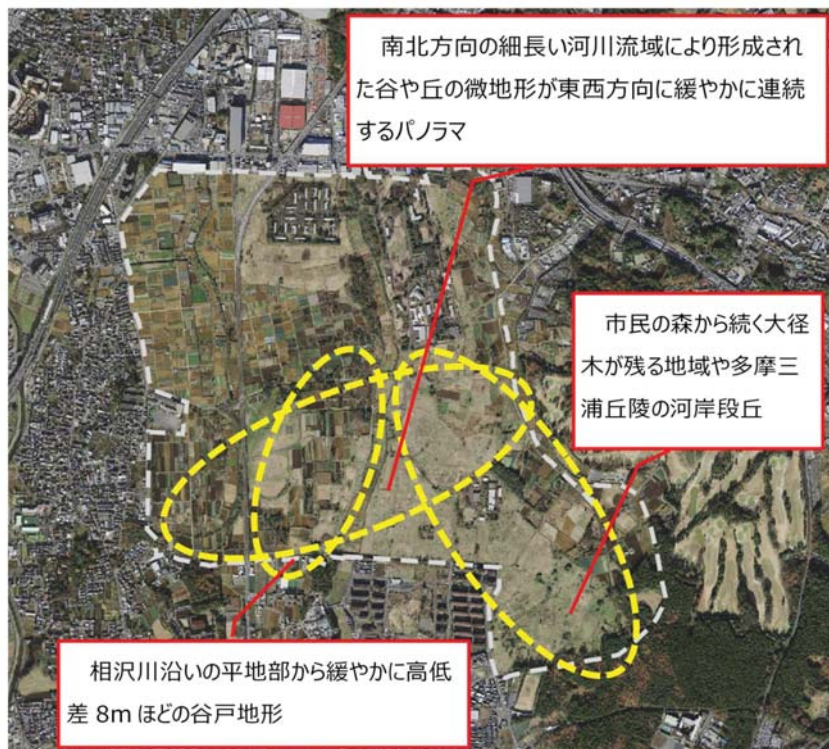 南北方向の細長い河川流域により形成され
た谷や丘の微地形が東西方向に緩やかに連続
するパノラマ
市民の森から続く大径
木が残る地域や多摩三
浦丘陵の河岸段丘
相沢川沿いの平地部から緩やかに高低
差 8m ほどの谷戸地形